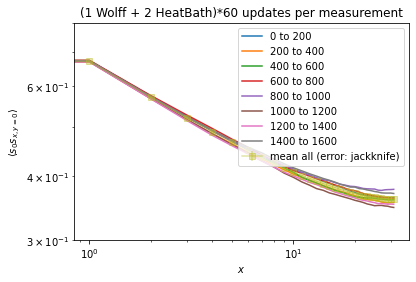 (1 Wolff + 2 HeatBath)*60 updates per measurement
0 to 200
200 to 400
400 to 600
600 to 800
800 to 1000
1000 to 1200
1200 to 1400
1400 to 1600
mean all (error: jackknife)
6 × 10⁻¹
4 × 10⁻¹
3 × 10⁻¹
⟨s₀sₓ,ᵧ₌₀⟩
10⁰
10¹
x